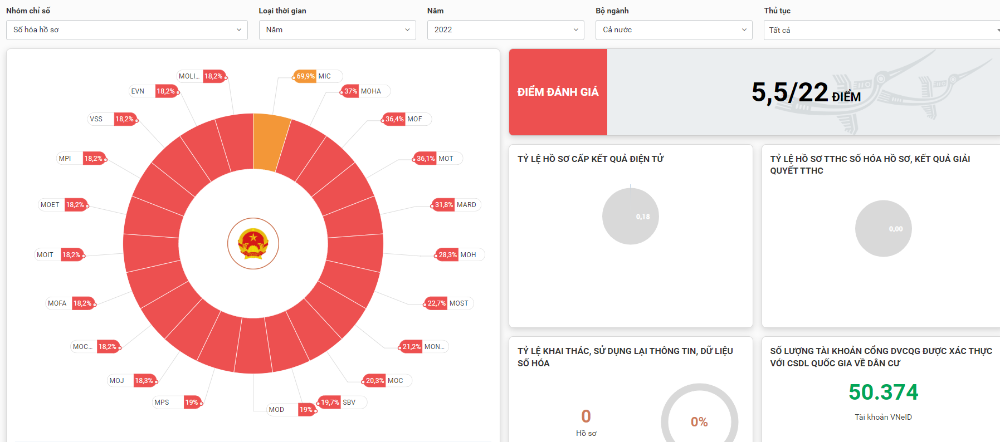 Nhóm chỉ số
Loại thời gian
Năm
Bộ ngành
Thủ tục
Số hóa hồ sơ
Năm
2022
Cả nước
Tất cả
MOLI... 18,2%
69,9% MIC
EVN 18,2%
37% MOHA
VSS 18,2%
36,4% MOF
MPI 18,2%
36,1% MOT
MOET 18,2%
31,8% MARD
MOIT 18,2%
28,3% MOH
MOFA 18,2%
22,7% MOST
MOC... 18,2%
21,2% MON...
MOJ 18,3%
20,3% MOC
MPS 19%
19,7% SBV
MOD 19%
ĐIỂM ĐÁNH GIÁ
5,5/22 ĐIỂM
TỶ LỆ HỒ SƠ CẤP KẾT QUẢ ĐIỆN TỬ
0,18
TỶ LỆ HỒ SƠ TTHC SỐ HÓA HỒ SƠ, KẾT QUẢ GIẢI
QUYẾT TTHC
0,00
TỶ LỆ KHAI THÁC, SỬ DỤNG LẠI THÔNG TIN, DỮ LIỆU
SỐ HÓA
0
Hồ sơ
0%
SỐ LƯỢNG TÀI KHOẢN CỔNG DVCQG ĐƯỢC XÁC THỰC
VỚI CSDL QUỐC GIA VỀ DÂN CƯ
50.374
Tài khoản VNeID